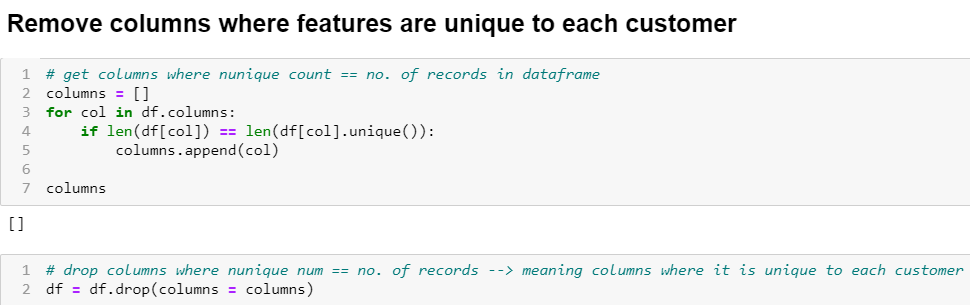 Remove columns where features are unique to each customer
1 # get columns where nunique count == no. of records in dataframe
2 columns = []
3 for col in df.columns:
4     if len(df[col]) == len(df[col].unique()):
5         columns.append(col)
6
7 columns
[]
1 # drop columns where nunique num == no. of records --> meaning columns where it is unique to each customer
2 df = df.drop(columns = columns)